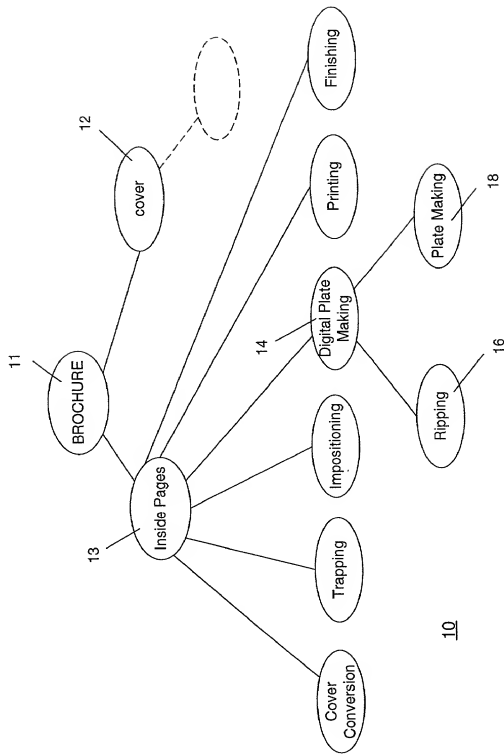 11
BROCHURE
12
cover
13
Inside Pages
Cover
Conversion
Trapping
Impositioning
14
Digital Plate
Making
Printing
Finishing
Ripping
16
Plate Making
18
10